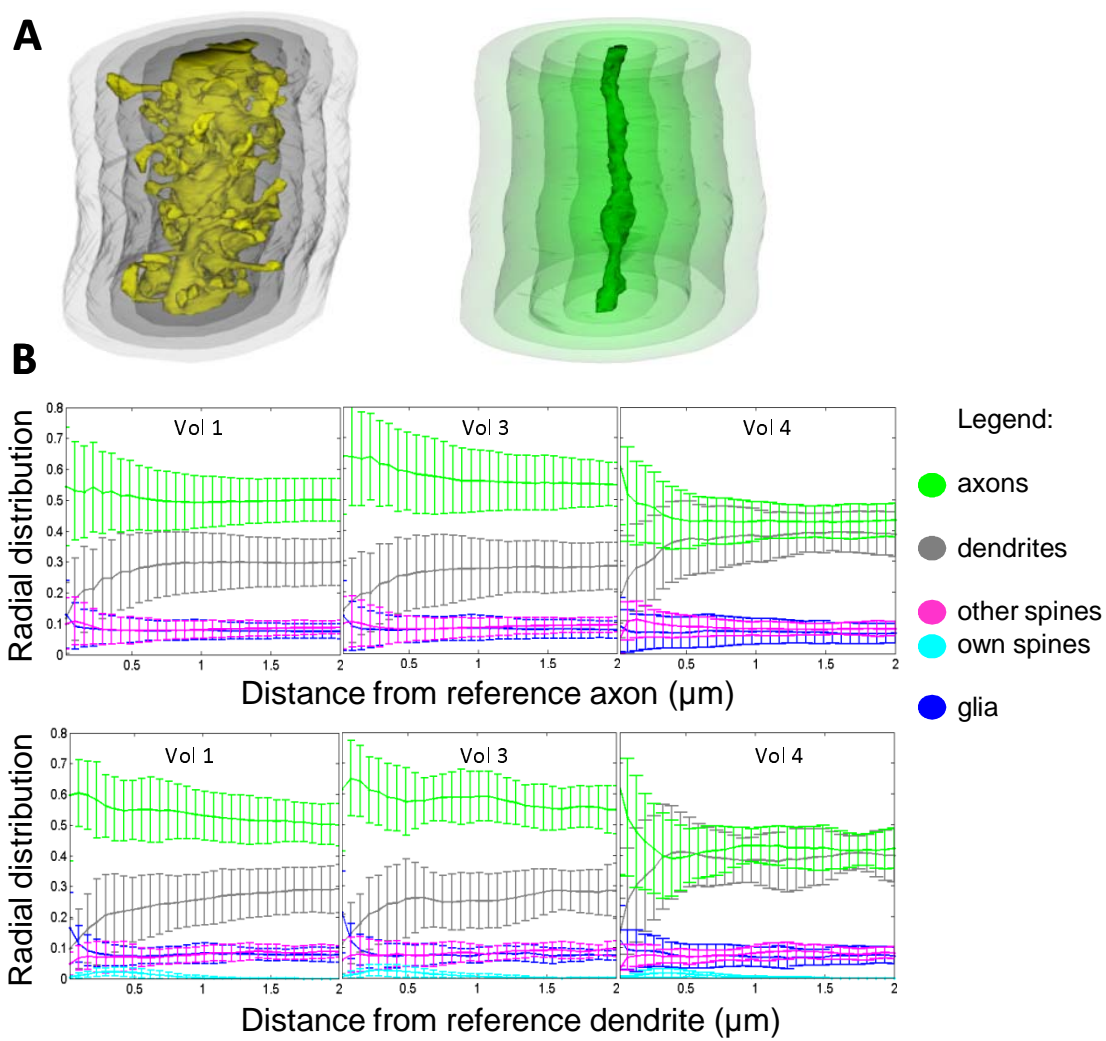 A
B
Radial distribution
0.8
0.7
0.6
0.5
0.4
0.3
0.2
0.1
0
Vol 1
Vol 3
Vol 4
0.5
1
1.5
2
0.5
1
1.5
2
0.5
1
1.5
2
Distance from reference axon (µm)
Legend:
axons
dendrites
other spines
own spines
glia
Radial distribution
0.8
0.7
0.6
0.5
0.4
0.3
0.2
0.1
0
Vol 1
Vol 3
Vol 4
0.5
1
1.5
2
0.5
1
1.5
2
0.5
1
1.5
2
Distance from reference dendrite (µm)